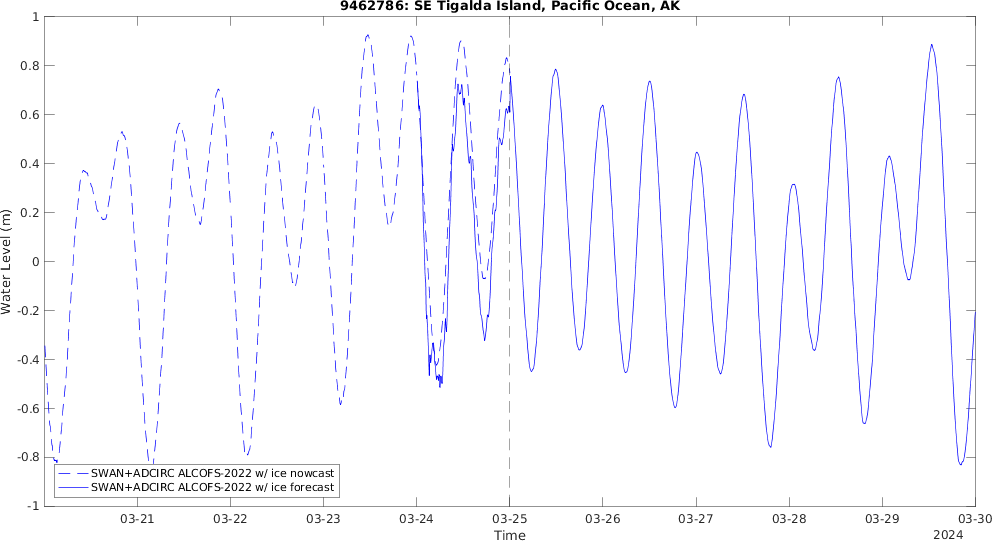 9462786: SE Tigalda Island, Pacific Ocean, AK
1
0.8
0.6
0.4
0.2
0
-0.2
-0.4
-0.6
-0.8
-1
Water Level (m)
SWAN+ADCIRC ALCOFS-2022 w/ ice nowcast
SWAN+ADCIRC ALCOFS-2022 w/ ice forecast
03-21 03-22 03-23 03-24 03-25 03-26 03-27 03-28 03-29 03-30
Time
2024